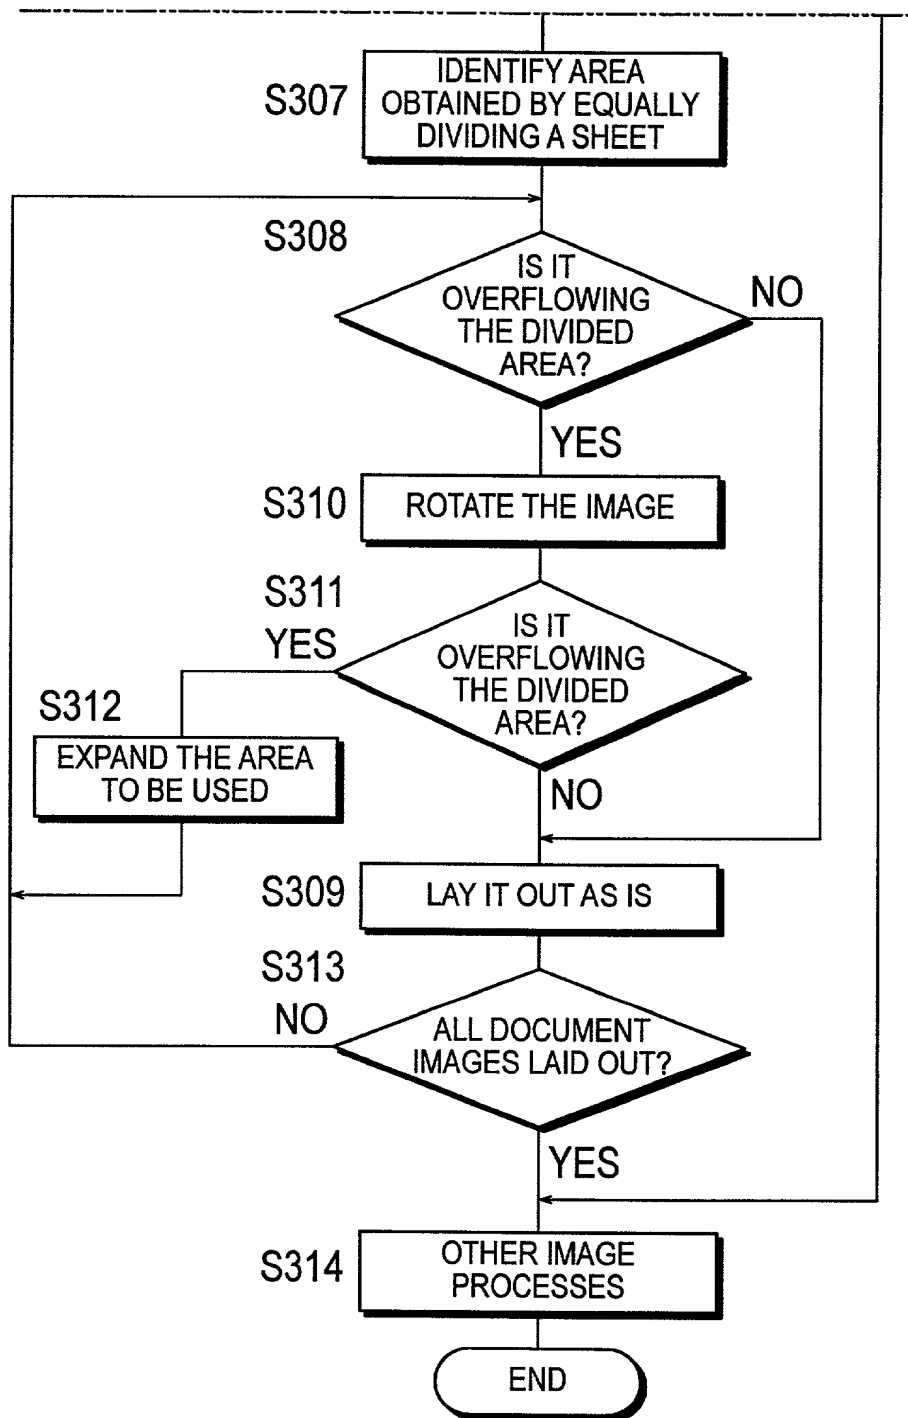 S307
IDENTIFY AREA
OBTAINED BY EQUALLY
DIVIDING A SHEET
S308
IS IT
OVERFLOWING
THE DIVIDED
AREA?
NO
YES
S310
ROTATE THE IMAGE
S311
YES
IS IT
OVERFLOWING
THE DIVIDED
AREA?
S312
EXPAND THE AREA
TO BE USED
NO
S309
LAY IT OUT AS IS
S313
NO
ALL DOCUMENT
IMAGES LAID OUT?
YES
S314
OTHER IMAGE
PROCESSES
END